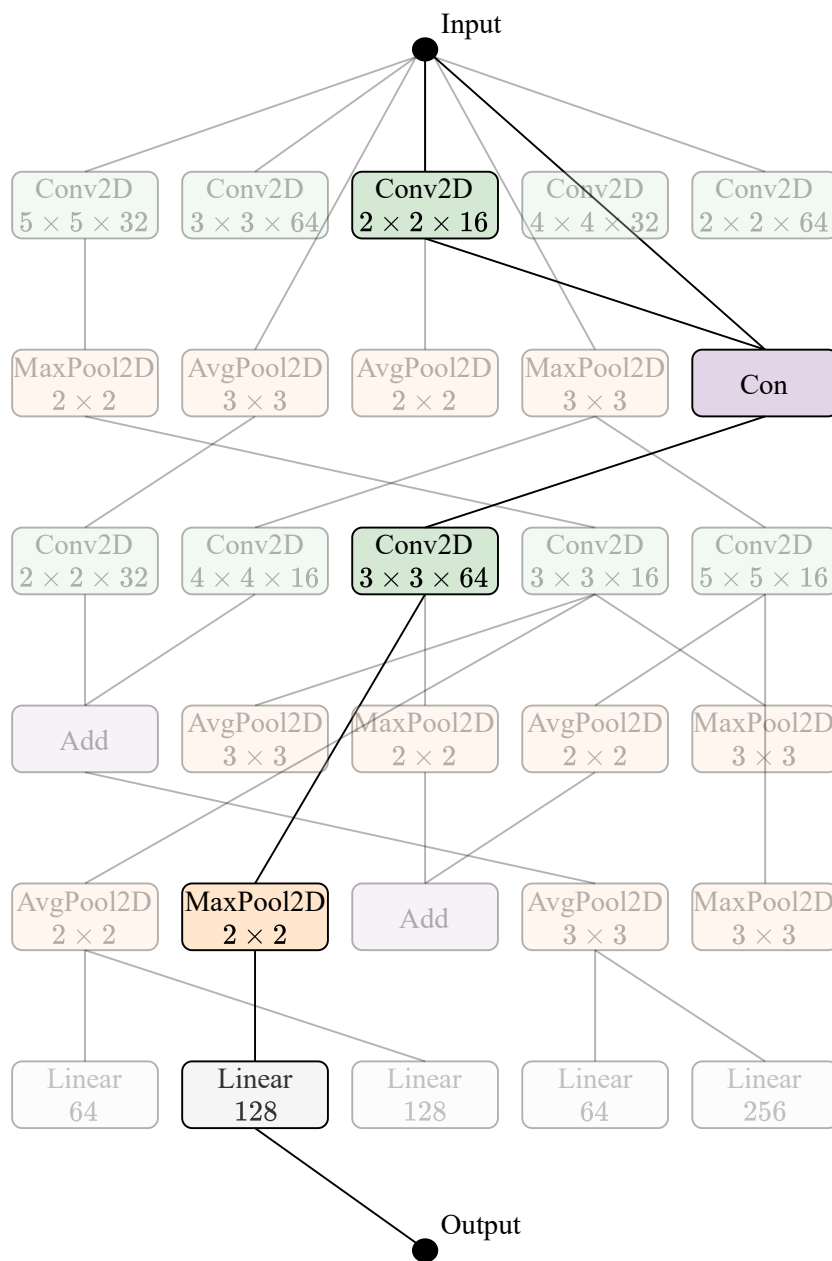 Input
Conv2D
5 × 5 × 32
Conv2D
3 × 3 × 64
Conv2D
2 × 2 × 16
Conv2D
4 × 4 × 32
Conv2D
2 × 2 × 64
MaxPool2D
2 × 2
AvgPool2D
3 × 3
AvgPool2D
2 × 2
MaxPool2D
3 × 3
Con
Conv2D
2 × 2 × 32
Conv2D
4 × 4 × 16
Conv2D
3 × 3 × 64
Conv2D
3 × 3 × 16
Conv2D
5 × 5 × 16
Add
AvgPool2D
3 × 3
MaxPool2D
2 × 2
AvgPool2D
2 × 2
MaxPool2D
3 × 3
AvgPool2D
2 × 2
MaxPool2D
2 × 2
Add
AvgPool2D
3 × 3
MaxPool2D
3 × 3
Linear
64
Linear
128
Linear
128
Linear
64
Linear
256
Output